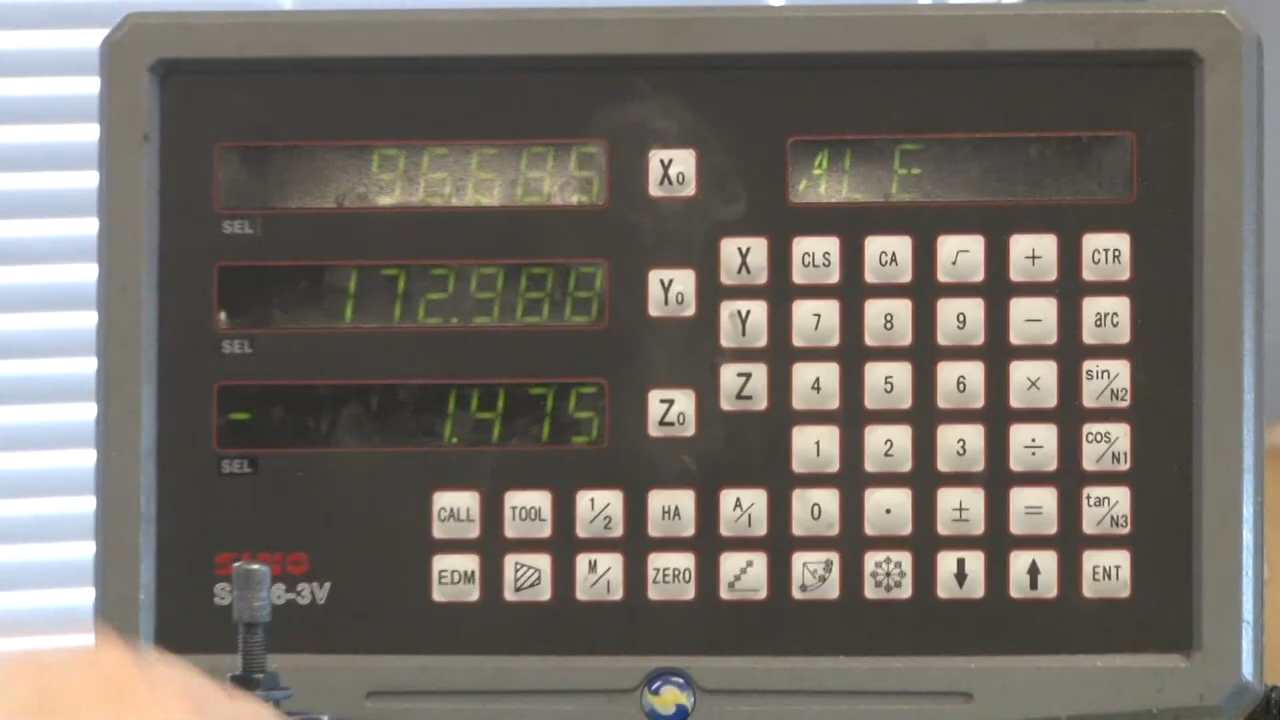 96.685
X₀
ALE
SEL
172.988
Y₀
SEL
- 1.475
Z₀
SEL
X CLS CA √ + CTR
Y 7 8 9 − arc
Z 4 5 6 × sin/N2
1 2 3 ÷ cos/N1
CALL TOOL 1/2 HA A/I 0 · ± = tan/N3
EDM M/I ZERO ↓ ↑ ENT
SINO
6-3V